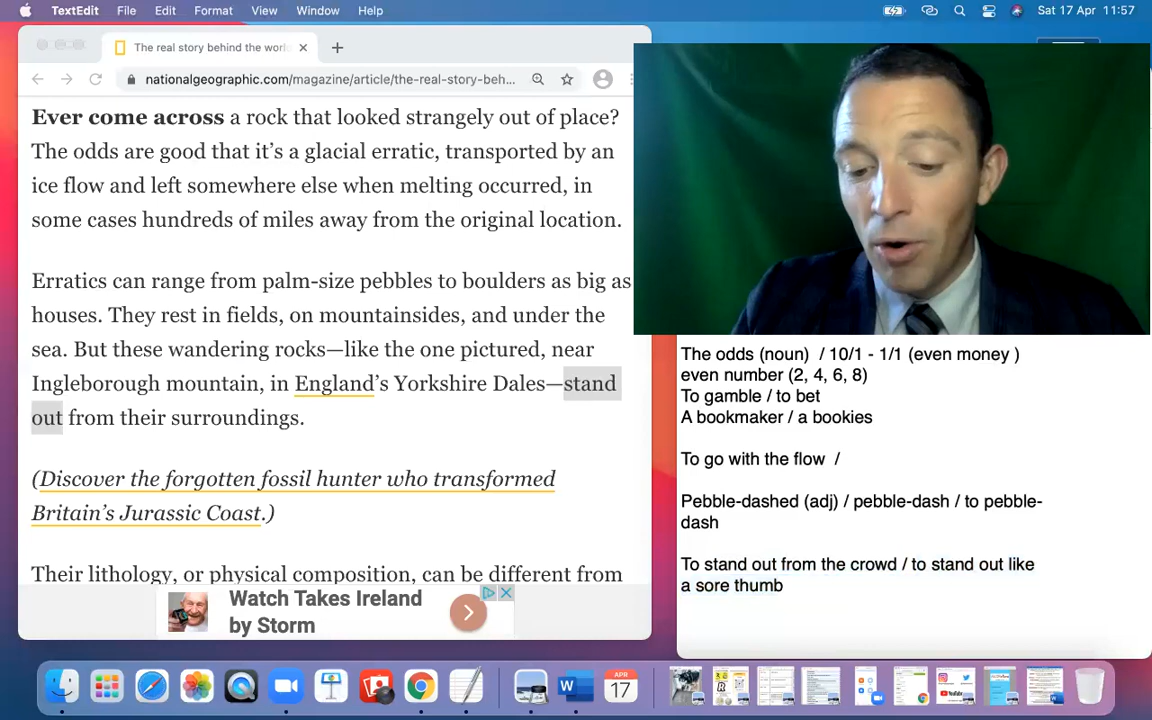 TextEdit File Edit Format View Window Help Sat 17 Apr 11:57
The real story behind the worl
nationalgeographic.com/magazine/article/the-real-story-beh...
Ever come across a rock that looked strangely out of place?
The odds are good that it's a glacial erratic, transported by an
ice flow and left somewhere else when melting occurred, in
some cases hundreds of miles away from the original location.
Erratics can range from palm-size pebbles to boulders as big as
houses. They rest in fields, on mountainsides, and under the
sea. But these wandering rocks—like the one pictured, near
Ingleborough mountain, in England's Yorkshire Dales—stand
out from their surroundings.
(Discover the forgotten fossil hunter who transformed
Britain's Jurassic Coast.)
Their lithology, or physical composition, can be different from
Watch Takes Ireland
by Storm
The odds (noun) / 10/1 - 1/1 (even money )
even number (2, 4, 6, 8)
To gamble / to bet
A bookmaker / a bookies
To go with the flow /
Pebble-dashed (adj) / pebble-dash / to pebble-
dash
To stand out from the crowd / to stand out like
a sore thumb
APR
17